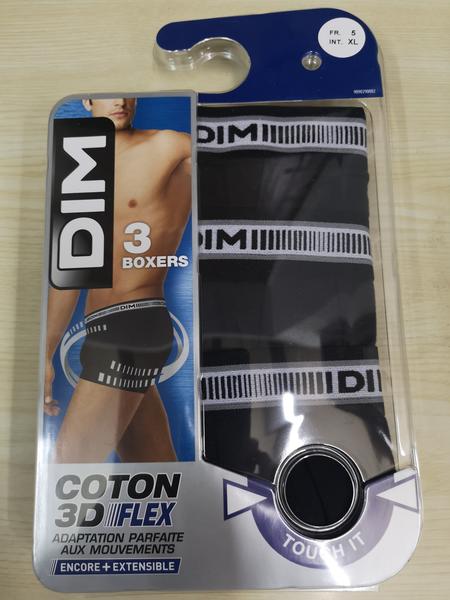 FR. 5
INT. XL
DIM
3
BOXERS
DIM
DIM
DIM
DI
COTON
3D FLEX
ADAPTATION PARFAITE
AUX MOUVEMENTS
ENCORE + EXTENSIBLE
TOUCH IT